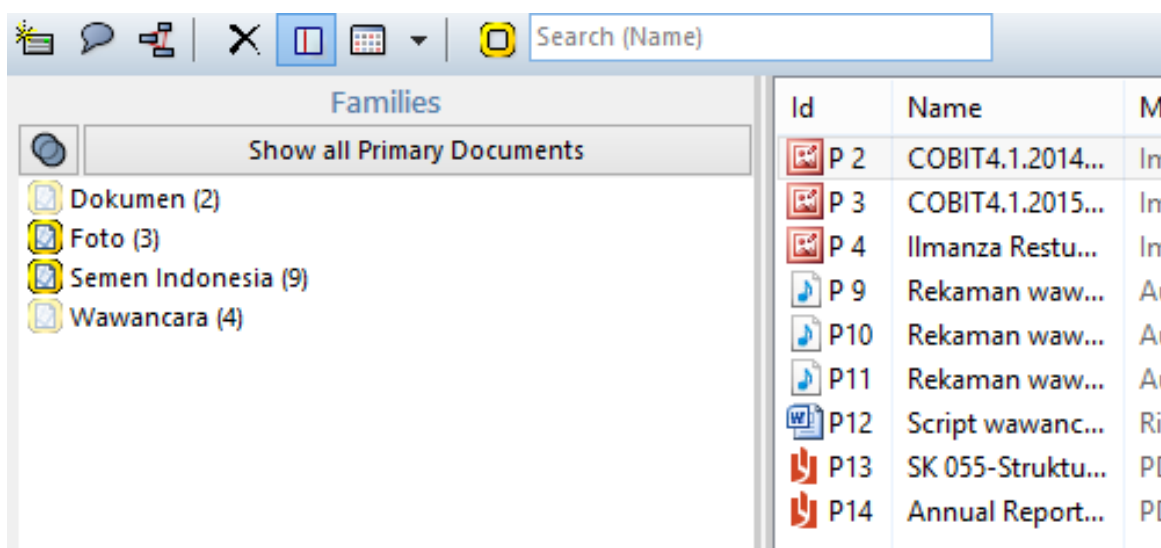 Search (Name)
Families
Show all Primary Documents
Dokumen (2)
Foto (3)
Semen Indonesia (9)
Wawancara (4)
Id Name
P 2 COBIT4.1.2014...
P 3 COBIT4.1.2015...
P 4 Ilmanza Restu...
P 9 Rekaman waw...
P10 Rekaman waw...
P11 Rekaman waw...
P12 Script wawanc...
P13 SK 055-Struktu...
P14 Annual Report...